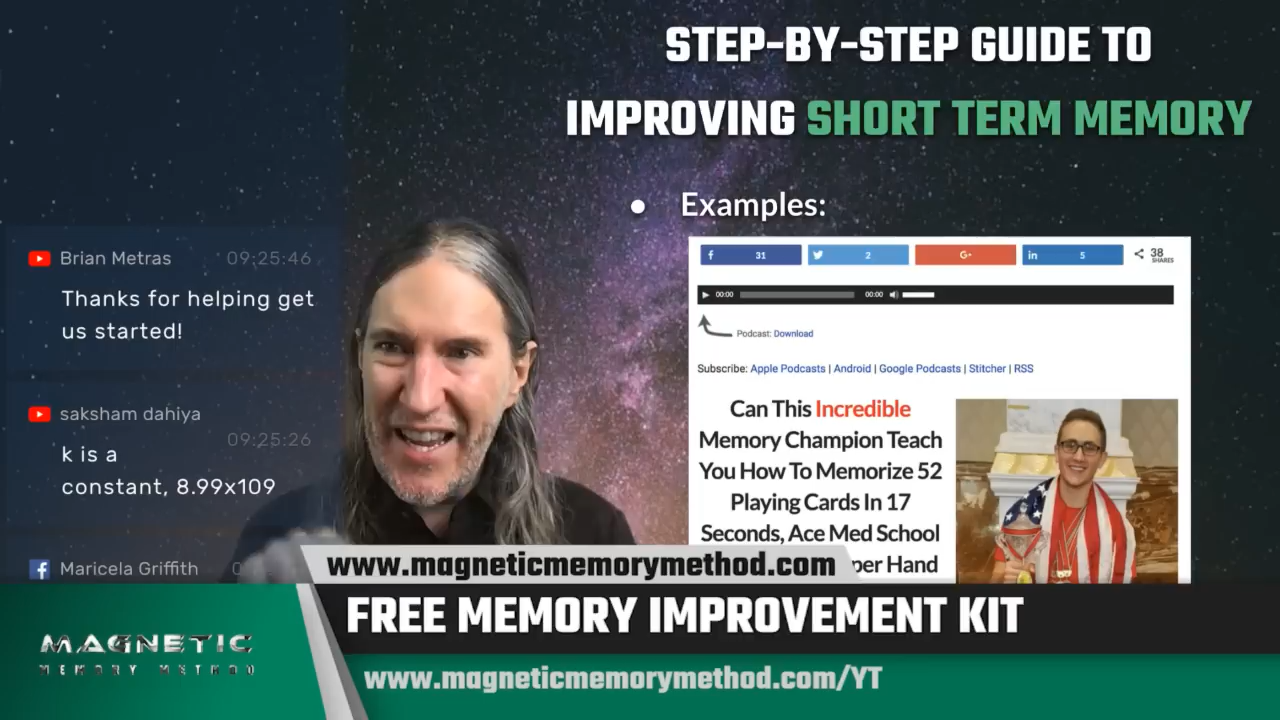 STEP-BY-STEP GUIDE TO
IMPROVING SHORT TERM MEMORY
• Examples:
31
2
G+
in 5
38
SHARES
00:00
00:00
Podcast: Download
Subscribe: Apple Podcasts | Android | Google Podcasts | Stitcher | RSS
Can This Incredible
Memory Champion Teach
You How To Memorize 52
Playing Cards In 17
Seconds, Ace Med School
per Hand
Brian Metras 09:25:46
Thanks for helping get
us started!
saksham dahiya
09:25:26
k is a
constant, 8.99x109
Maricela Griffith
www.magneticmemorymethod.com
FREE MEMORY IMPROVEMENT KIT
www.magneticmemorymethod.com/YT
MAGNETIC
MEMORY METHOD